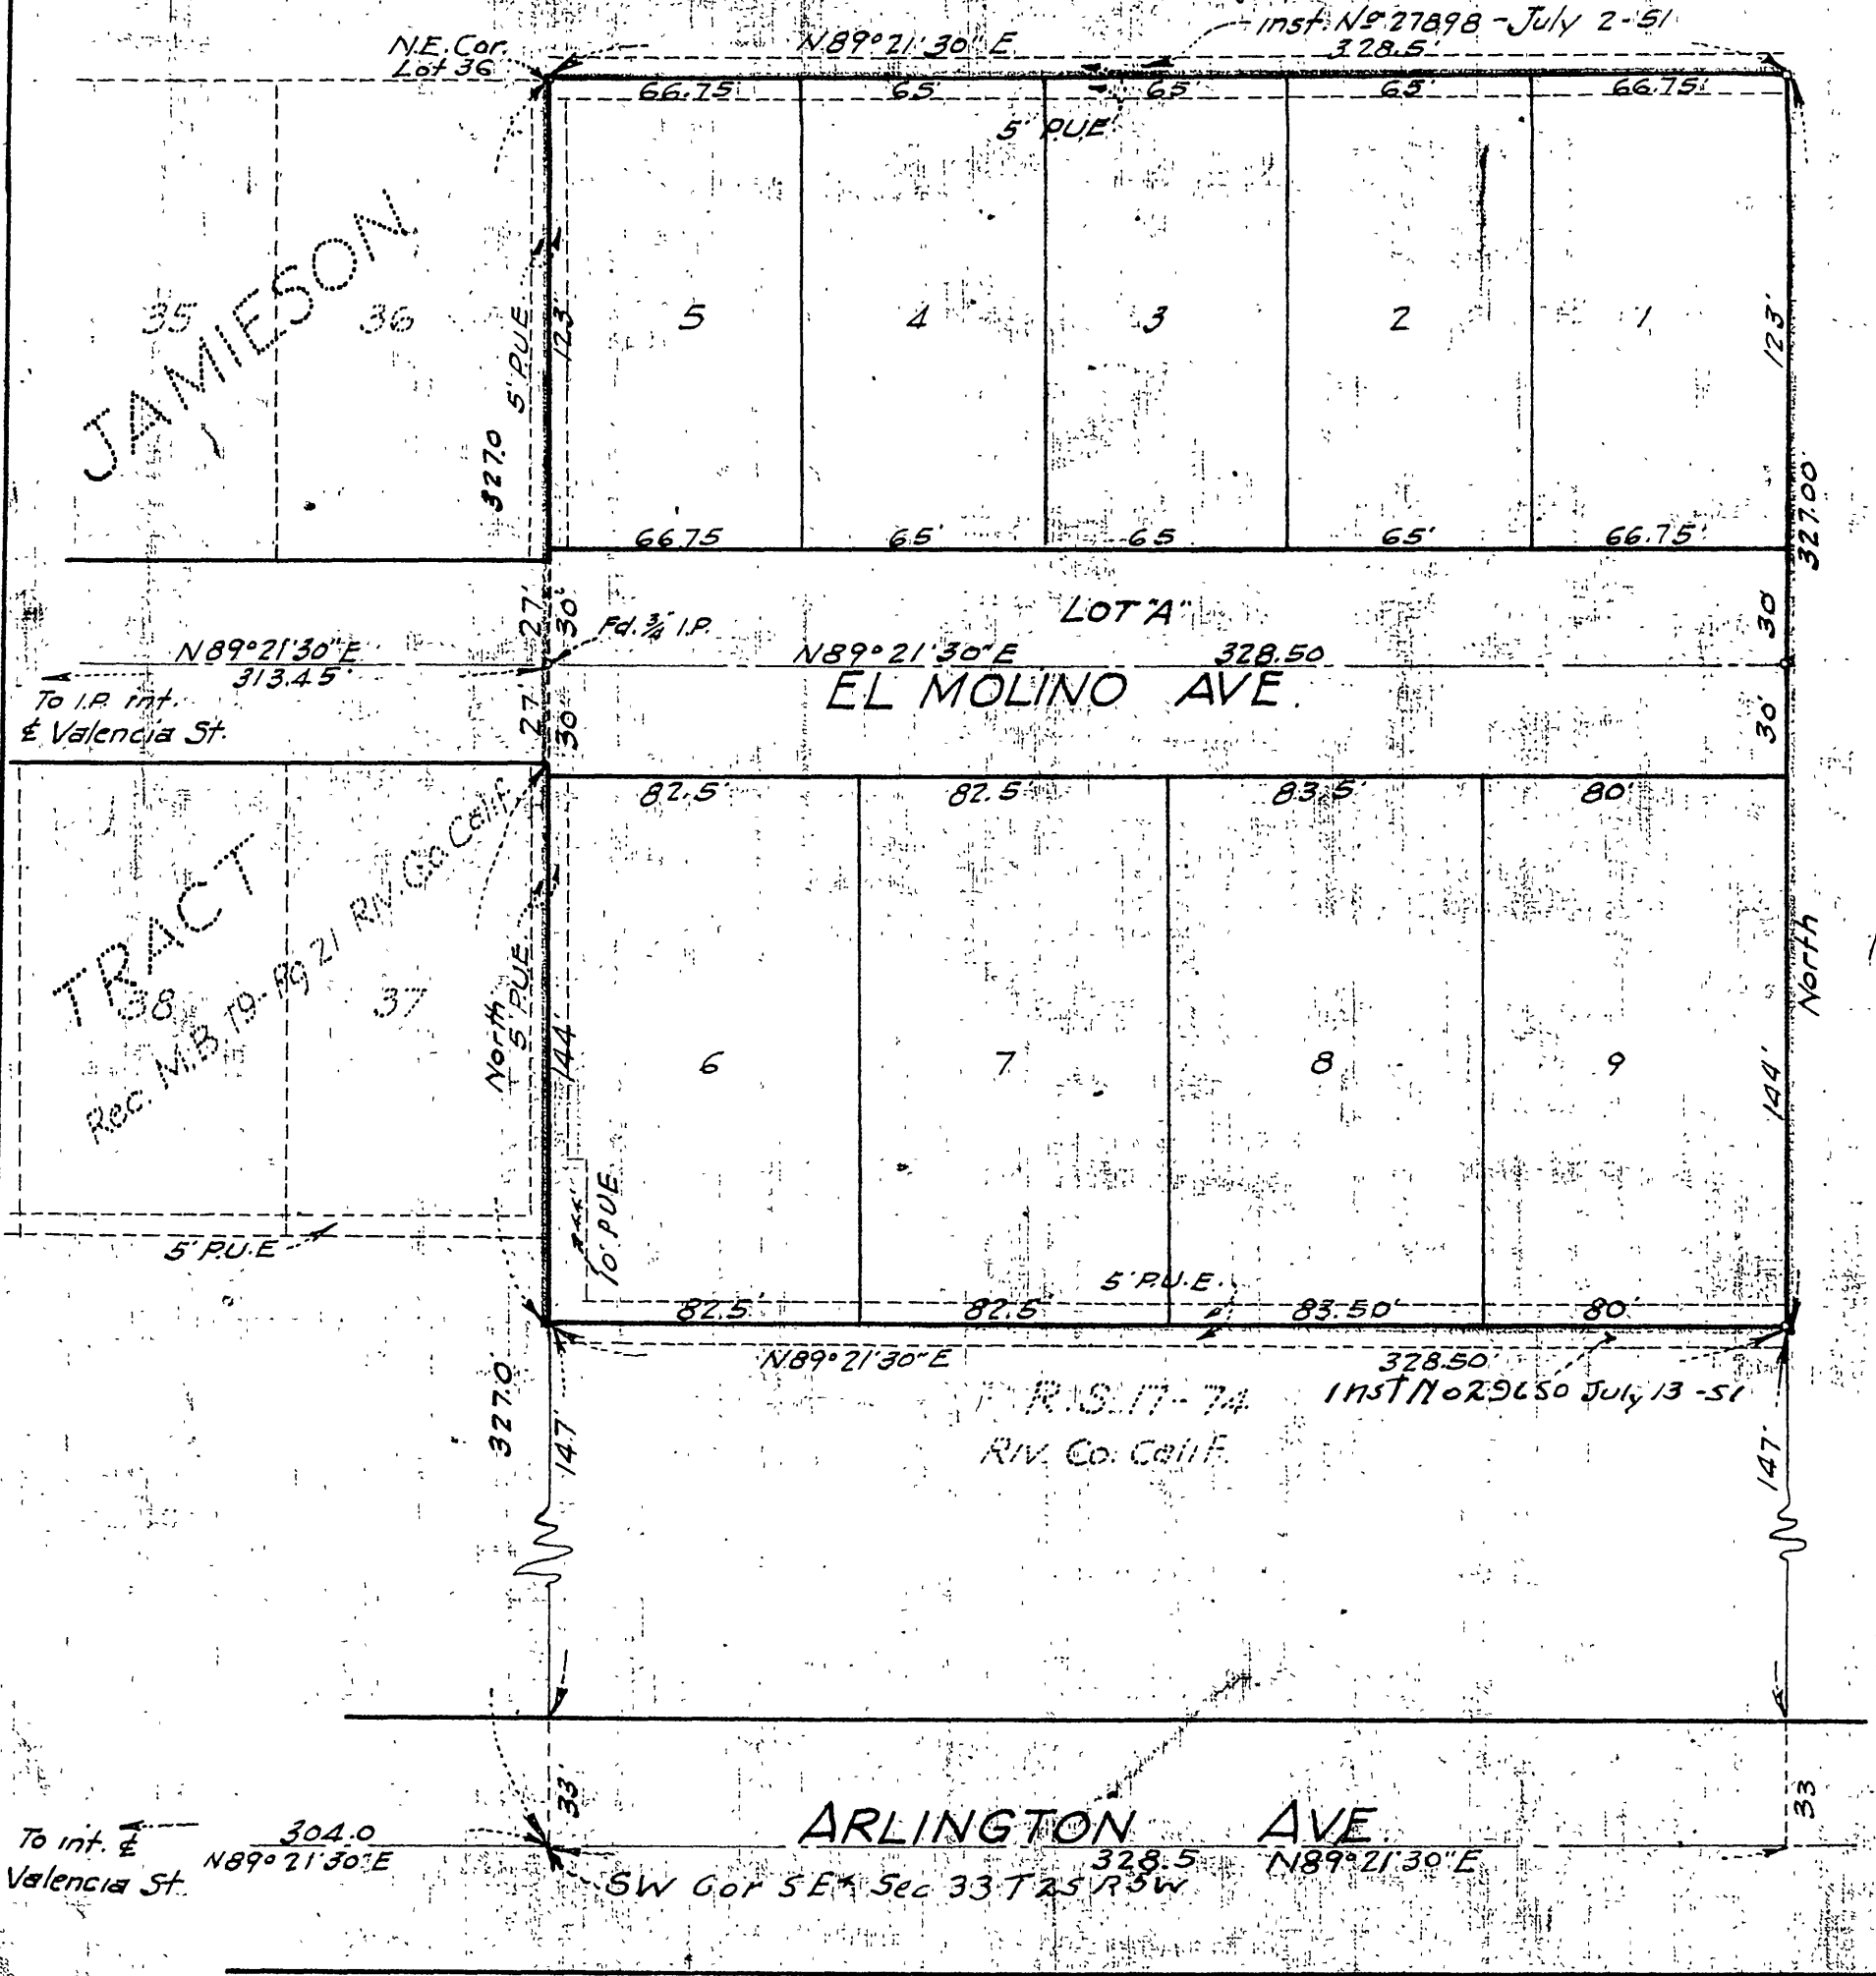 Inst. No 27898 - July 2-51
N.E. Cor.
Lot 36
N89°21'30"E
328.5'
66.75 65' 65' 65' 66.75'
5' PUE
JAMIESON
35 36
5' PUE
123'
327.0
5 4 3 2 1
123'
327.00'
66.75 65' 65 65' 66.75'
27' 30'
LOT "A"
30'
Fd. 3/4 I.P.
N89°21'30"E
313.45
N89°21'30"E 328.50
To I.P. int.
℄ Valencia St.
EL MOLINO AVE.
27' 30'
30'
82.5' 82.5' 83.5' 80'
TRACT
Rec. M.B. 19-Pg 21 Riv. Co. Calif.
38 37
North
5' PUE
144'
6 7 8 9
North
144'
10' PUE
5' P.U.E
5' P.U.E.
82.5' 82.5' 83.50' 80'
N89°21'30"E
328.50'
R.S. 17-74
Inst No 29650 July 13-51
Riv. Co. Calif.
327.0'
147'
147'
33'
33
ARLINGTON AVE.
To int. ℄
Valencia St.
304.0
N89°21'30"E
328.5 N89°21'30"E
SW Cor SE¼ Sec 33 T2S R5W